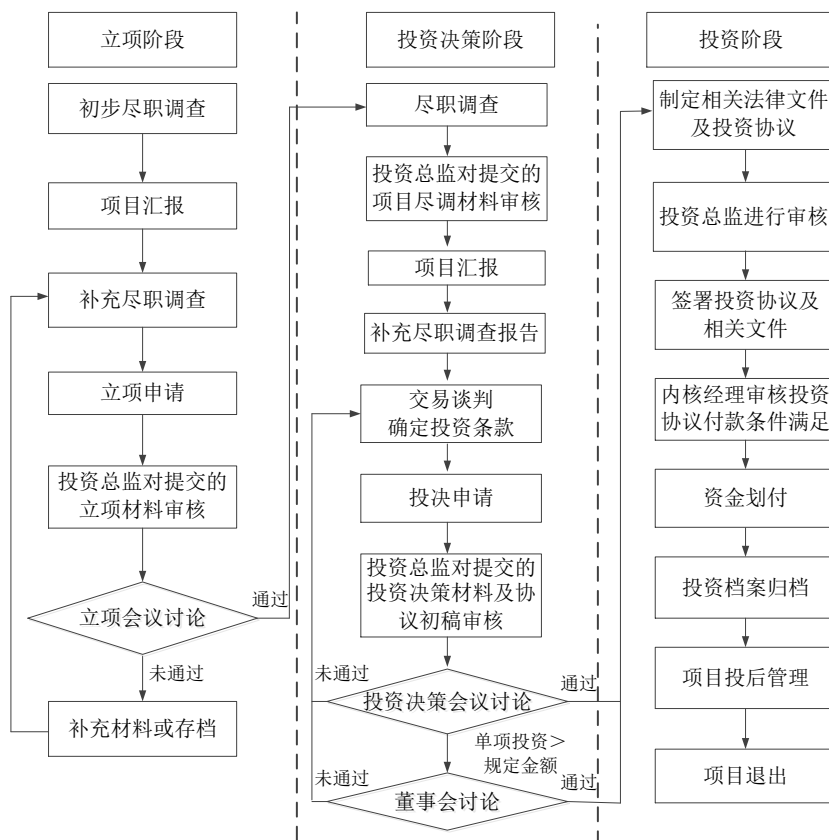 立项阶段
初步尽职调查
项目汇报
补充尽职调查
立项申请
投资总监对提交的
立项材料审核
立项会议讨论
通过
未通过
补充材料或存档
投资决策阶段
尽职调查
投资总监对提交的
项目尽调材料审核
项目汇报
补充尽职调查报告
交易谈判
确定投资条款
投决申请
投资总监对提交的
投资决策材料及协
议初稿审核
未通过
投资决策会议讨论
通过
单项投资＞
规定金额
未通过
董事会讨论
通过
投资阶段
制定相关法律文件
及投资协议
投资总监进行审核
签署投资协议及
相关文件
内核经理审核投资
协议付款条件满足
资金划付
投资档案归档
项目投后管理
项目退出